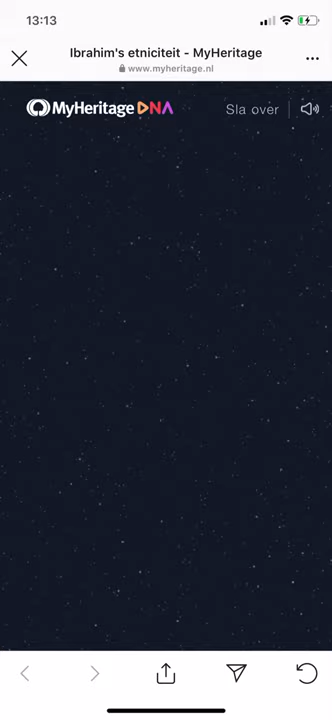 13:13
Ibrahim's etniciteit - MyHeritage
www.myheritage.nl
MyHeritage DNA
Sla over